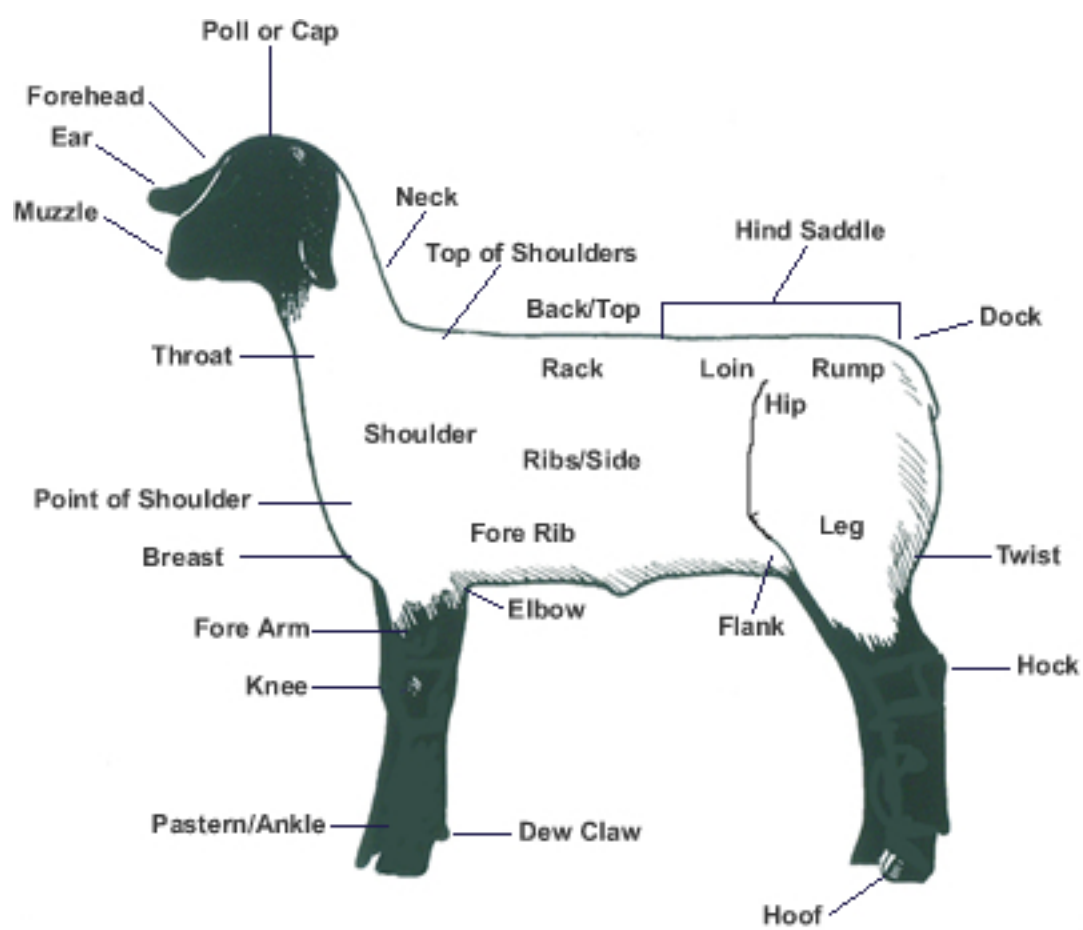 Poll or Cap
Forehead
Ear
Muzzle
Neck
Top of Shoulders
Hind Saddle
Back/Top
Dock
Throat
Rack
Loin
Rump
Hip
Shoulder
Ribs/Side
Point of Shoulder
Fore Rib
Leg
Breast
Twist
Elbow
Fore Arm
Flank
Hock
Knee
Pastern/Ankle
Dew Claw
Hoof